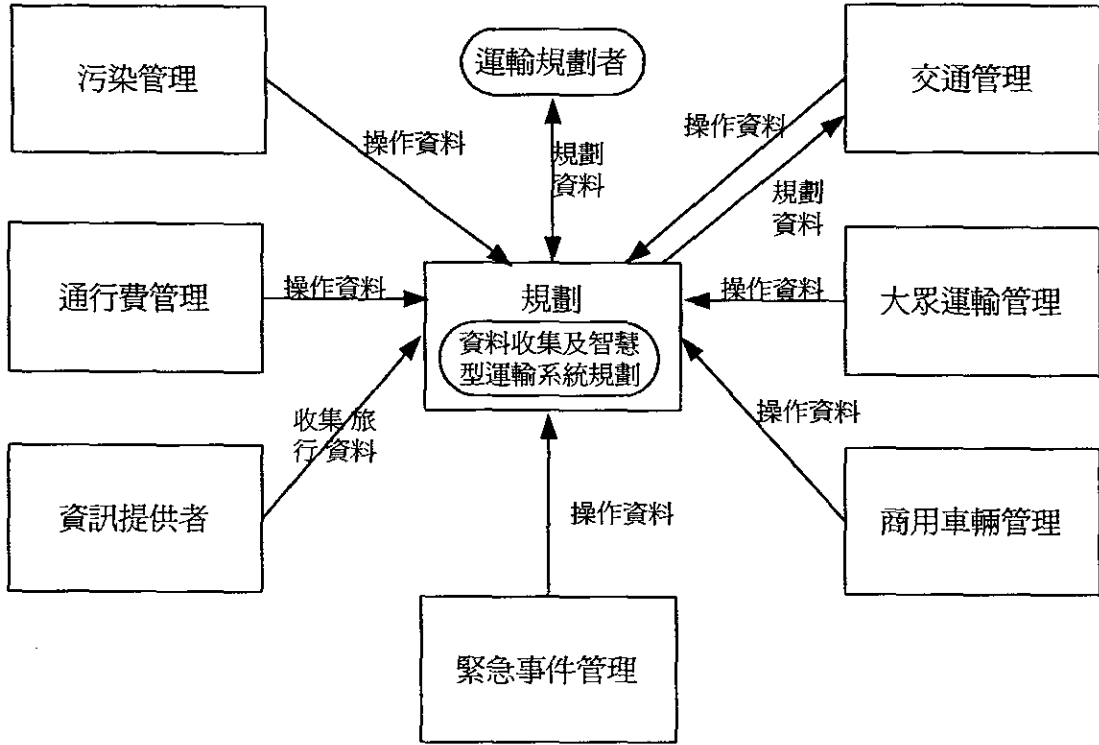 污染管理
運輸規劃者
交通管理
操作資料
規劃
資料
操作資料
規劃
資料
通行費管理
操作資料
規劃
資料收集及智慧
型運輸系統規劃
操作資料
大眾運輸管理
收集 旅
行 資料
操作資料
資訊提供者
操作資料
商用車輛管理
緊急事件管理